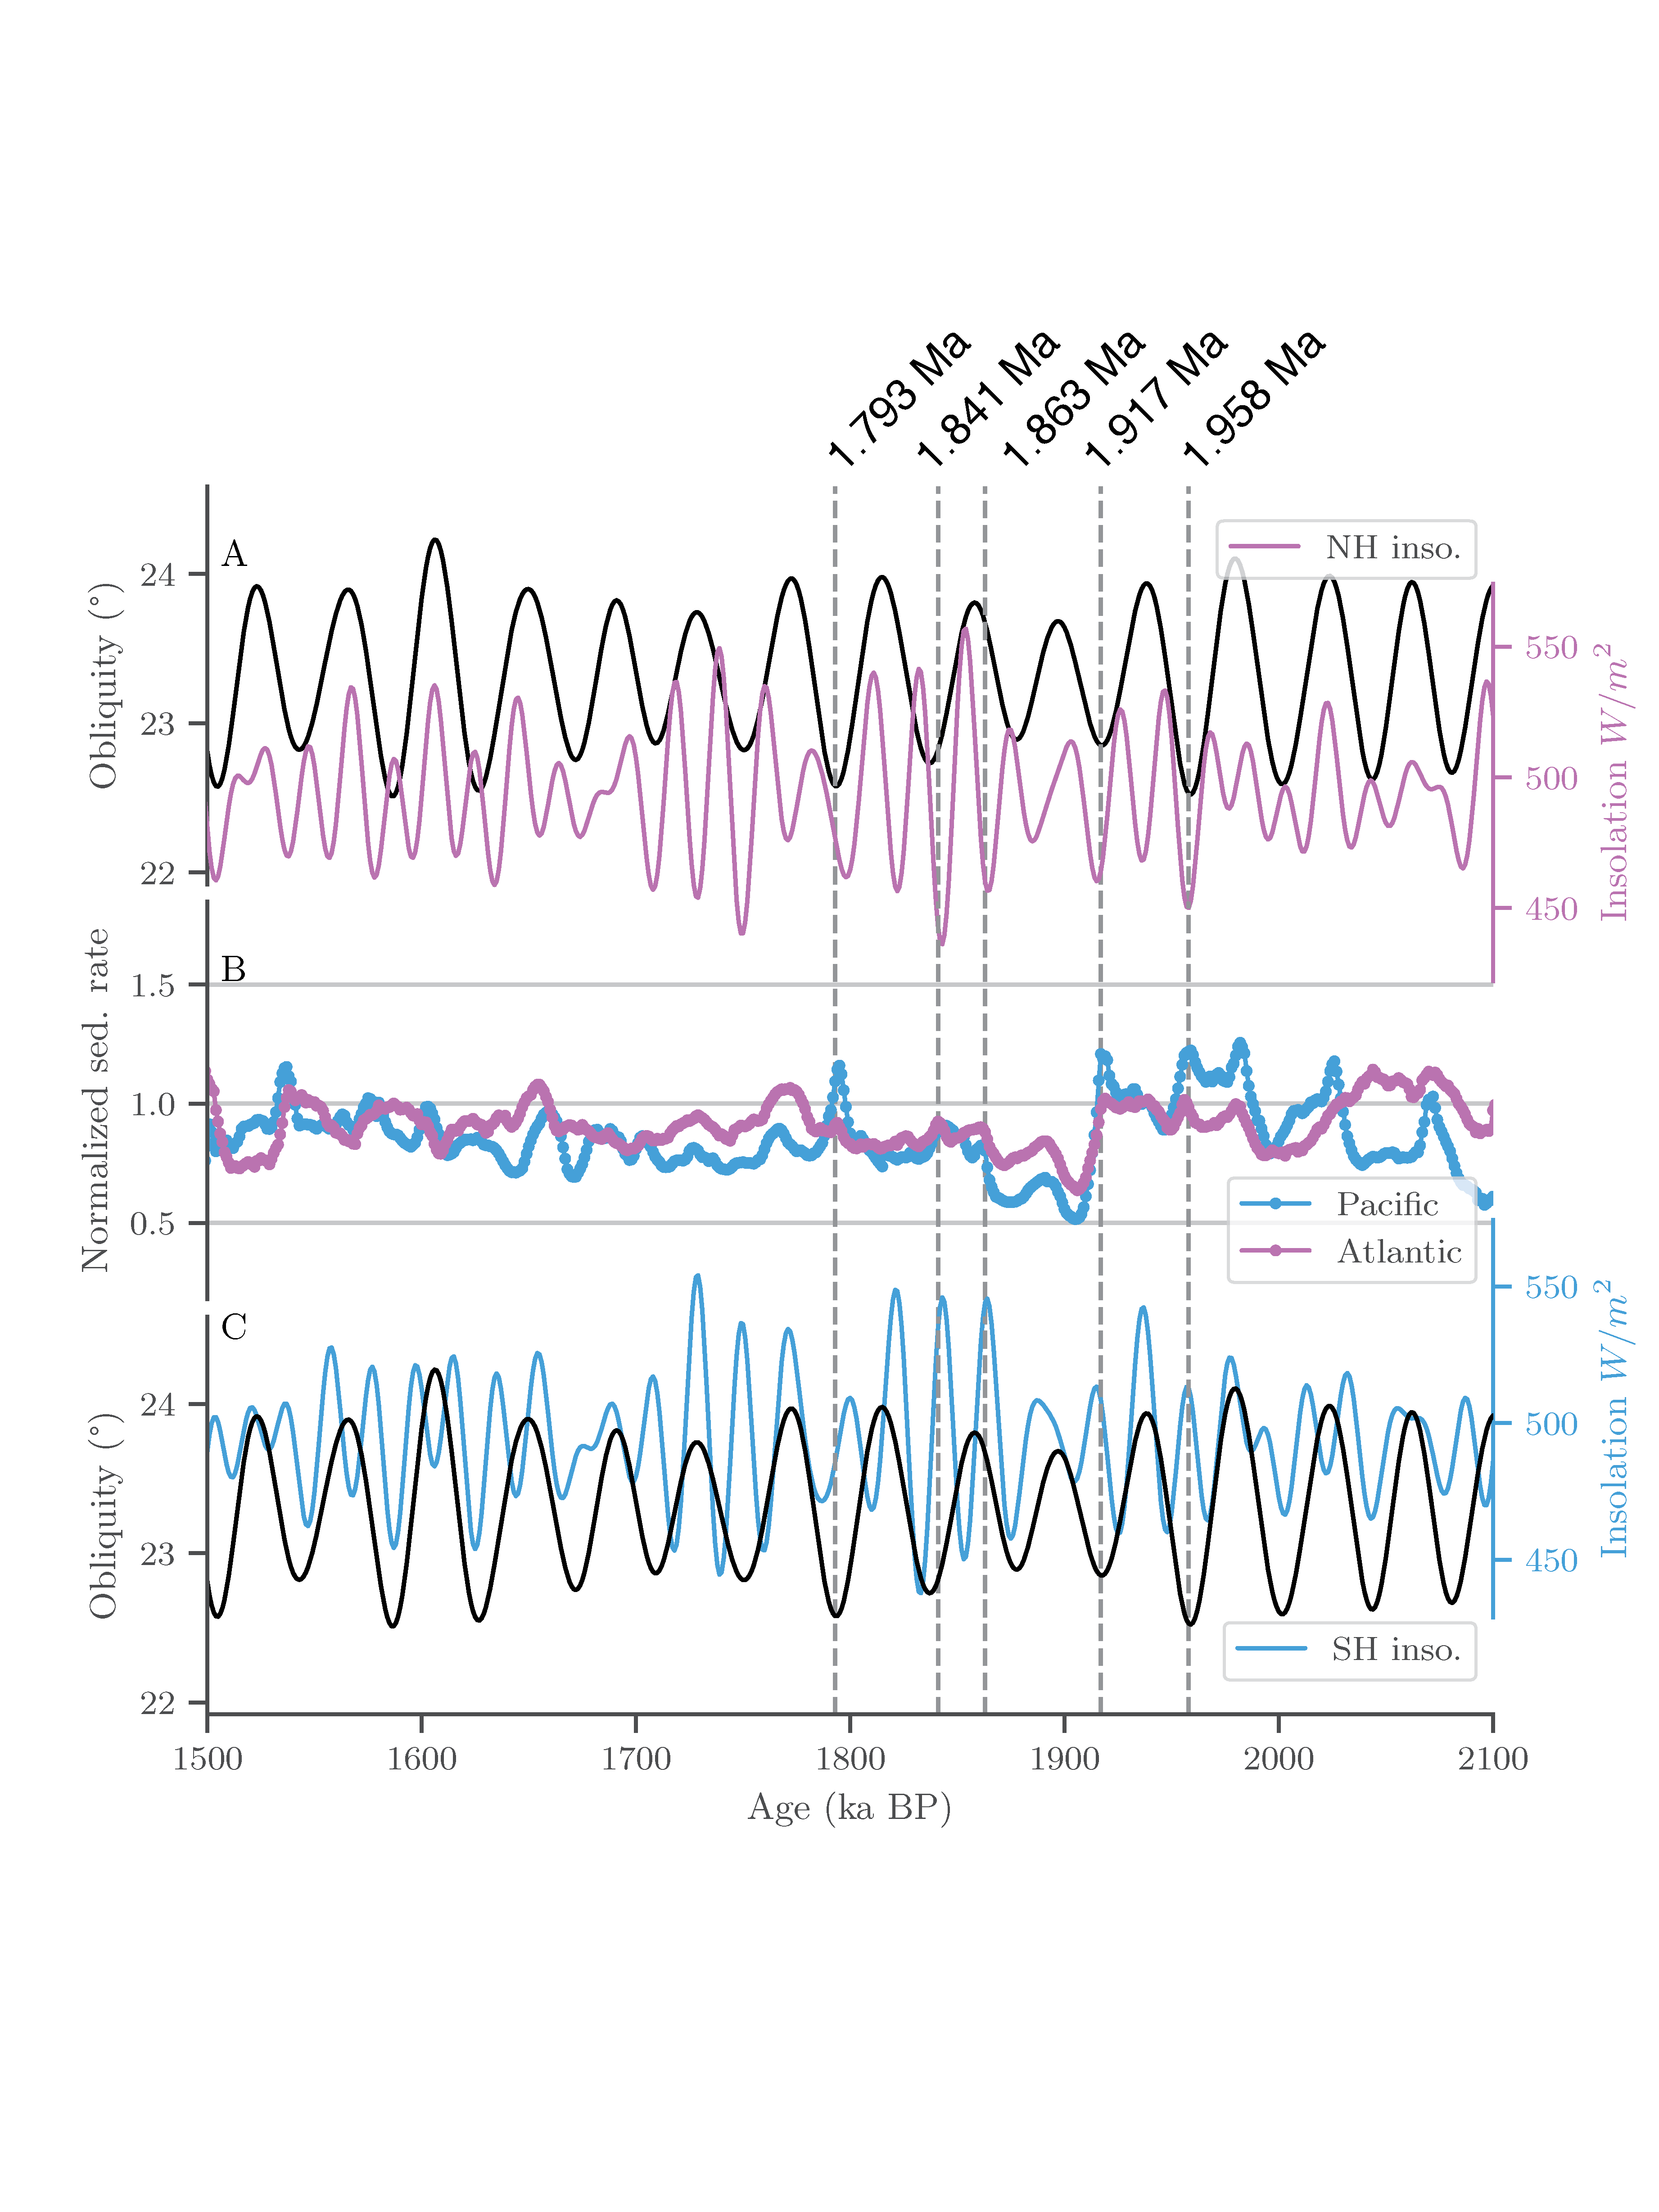 1.793 Ma
1.841 Ma
1.863 Ma
1.917 Ma
1.958 Ma
A
NH inso.
Obliquity (°)
24
23
22
550
500
450
Insolation W/m²
B
Normalized sed. rate
1.5
1.0
0.5
Pacific
Atlantic
C
Obliquity (°)
24
23
22
550
500
450
Insolation W/m²
SH inso.
1500 1600 1700 1800 1900 2000 2100
Age (ka BP)